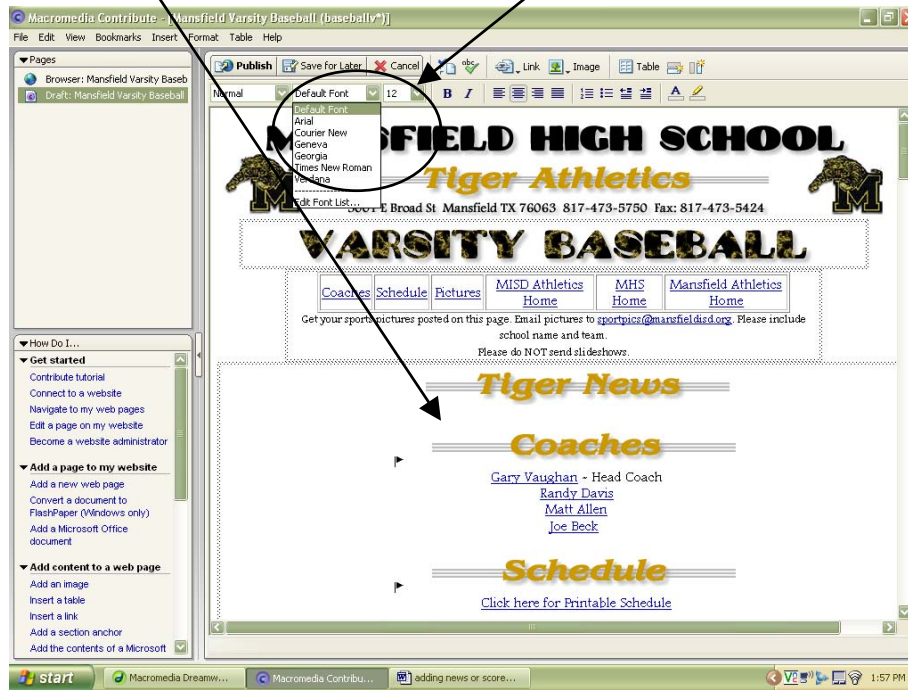 Macromedia Contribute - [Mansfield Varsity Baseball (baseballv*)]
File Edit View Bookmarks Insert Format Table Help
Pages
Browser: Mansfield Varsity Baseb
Draft: Mansfield Varsity Baseball
Publish Save for Later Cancel abc Link Image Table
Normal Default Font 12 B I
Default Font
Arial
Courier New
Geneva
Georgia
Times New Roman
Verdana
Edit Font List...
SFIELD HIGH SCHOOL
Tiger Athletics
E Broad St Mansfield TX 76063 817-473-5750 Fax: 817-473-5424
VARSITY BASEBALL
Coaches Schedule Pictures MISD Athletics Home MHS Home Mansfield Athletics Home
Get your sports pictures posted on this page. Email pictures to sportpics@mansfieldisd.org. Please include
school name and team.
Please do NOT send slideshows.
Tiger News
Coaches
Gary Vaughan ~ Head Coach
Randy Davis
Matt Allen
Joe Beck
Schedule
Click here for Printable Schedule
How Do I...
Get started
Contribute tutorial
Connect to a website
Navigate to my web pages
Edit a page on my website
Become a website administrator
Add a page to my website
Add a new web page
Convert a document to
FlashPaper (Windows only)
Add a Microsoft Office
document
Add content to a web page
Add an image
Insert a table
Insert a link
Add a section anchor
Add the contents of a Microsoft
start Macromedia Dreamw... Macromedia Contribu... adding news or score... 1:57 PM